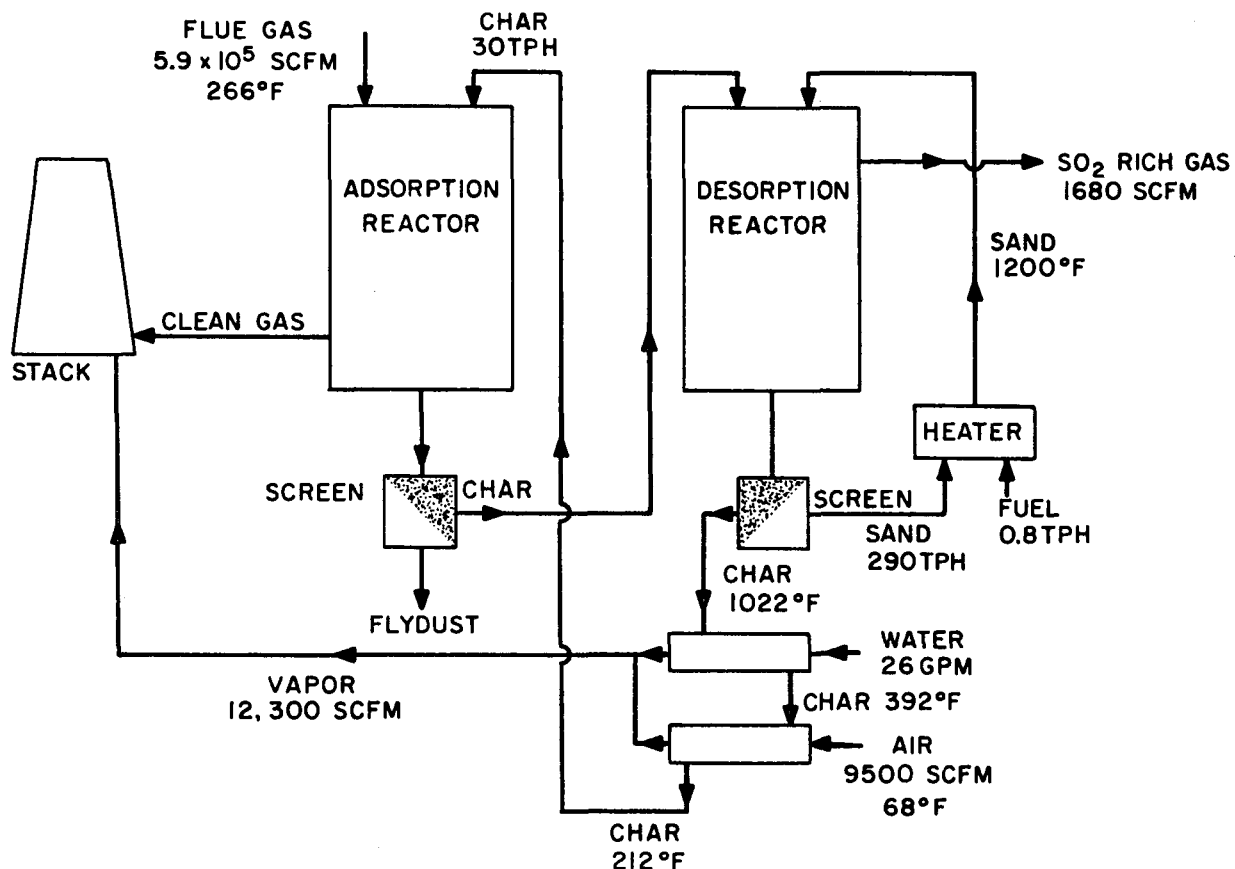 FLUE GAS
5.9 x 10⁵ SCFM
266°F
CHAR
30TPH
ADSORPTION
REACTOR
DESORPTION
REACTOR
SO₂ RICH GAS
1680 SCFM
SAND
1200°F
CLEAN GAS
STACK
HEATER
SCREEN
CHAR
SCREEN
SAND
290TPH
FUEL
0.8TPH
FLYDUST
CHAR
1022°F
WATER
26GPM
VAPOR
12,300 SCFM
CHAR 392°F
AIR
9500 SCFM
68°F
CHAR
212°F